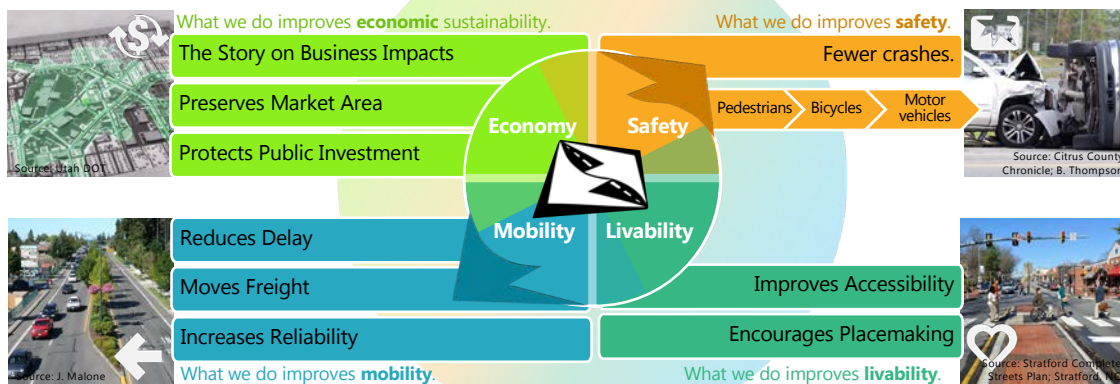 What we do improves economic sustainability.
The Story on Business Impacts
Preserves Market Area
Protects Public Investment
Source: Utah DOT
$
What we do improves safety.
Fewer crashes.
Pedestrians
Bicycles
Motor
vehicles
Source: Citrus County
Chronicle; B. Thompson
Economy
Safety
Mobility
Livability
Reduces Delay
Moves Freight
Increases Reliability
Source: J. Malone
What we do improves mobility.
Improves Accessibility
Encourages Placemaking
Source: Stratford Complete
Streets Plan; Stratford,
What we do improves livability.